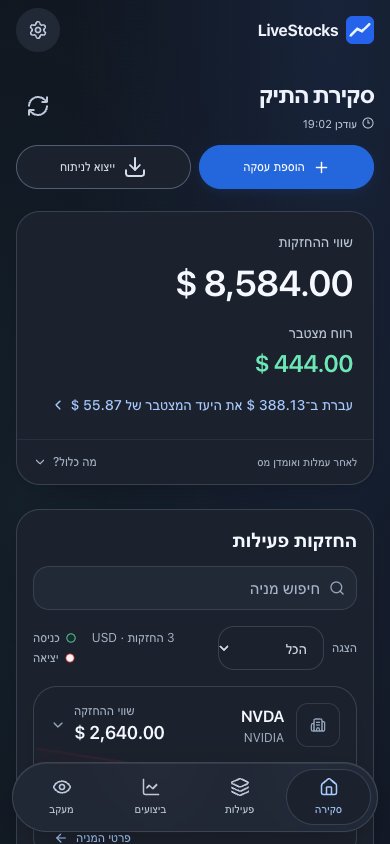 LiveStocks
סקירת התיק
עודכן 19:02
הוספת עסקה
ייצוא לניתוח
שווי ההחזקות
$ 8,584.00
רווח מצטבר
$ 444.00
עברת ב־388.13 $ את היעד המצטבר של 55.87 $
לאחר עמלות ואומדן מס
מה כלול?
החזקות פעילות
חיפוש מניה
הצגה
הכל
3 החזקות · USD
כניסה
יציאה
NVDA
NVIDIA
שווי ההחזקה
$ 2,640.00
סקירה
פעילות
ביצועים
מעקב
פרטי המניה